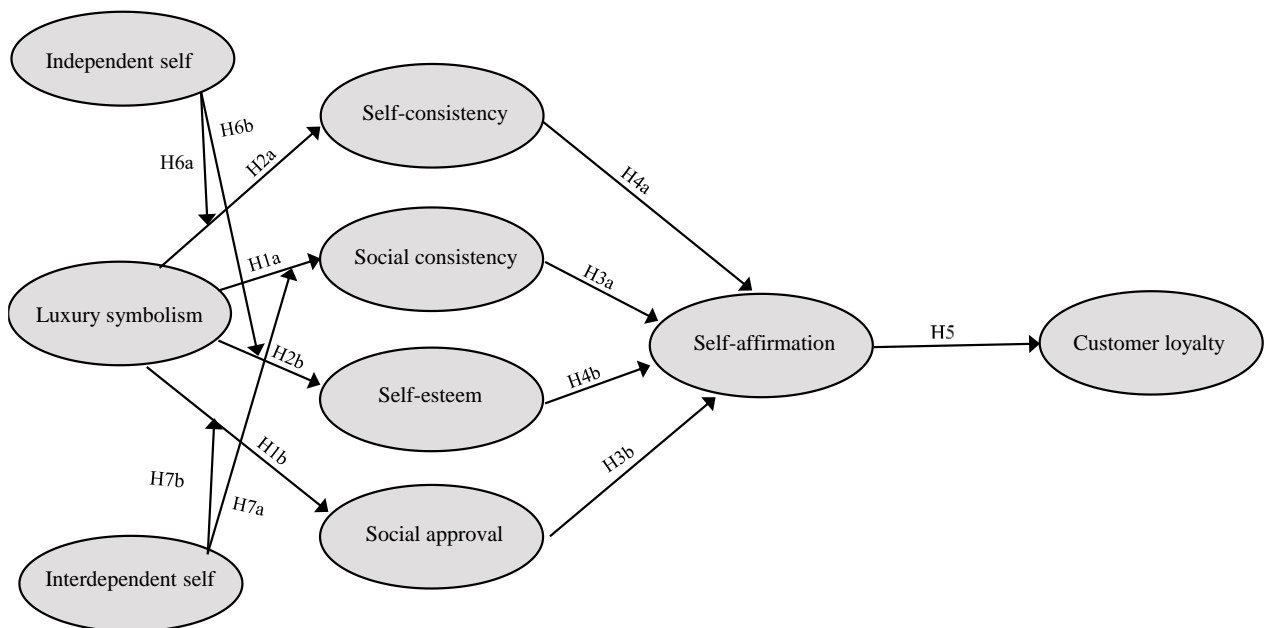 Independent self
Self-consistency
H6b
H6a
H2a
H4a
H1a
Social consistency
H3a
Luxury symbolism
Self-affirmation
H5
Customer loyalty
H2b
Self-esteem
H4b
H1b
H3b
H7b
H7a
Social approval
Interdependent self